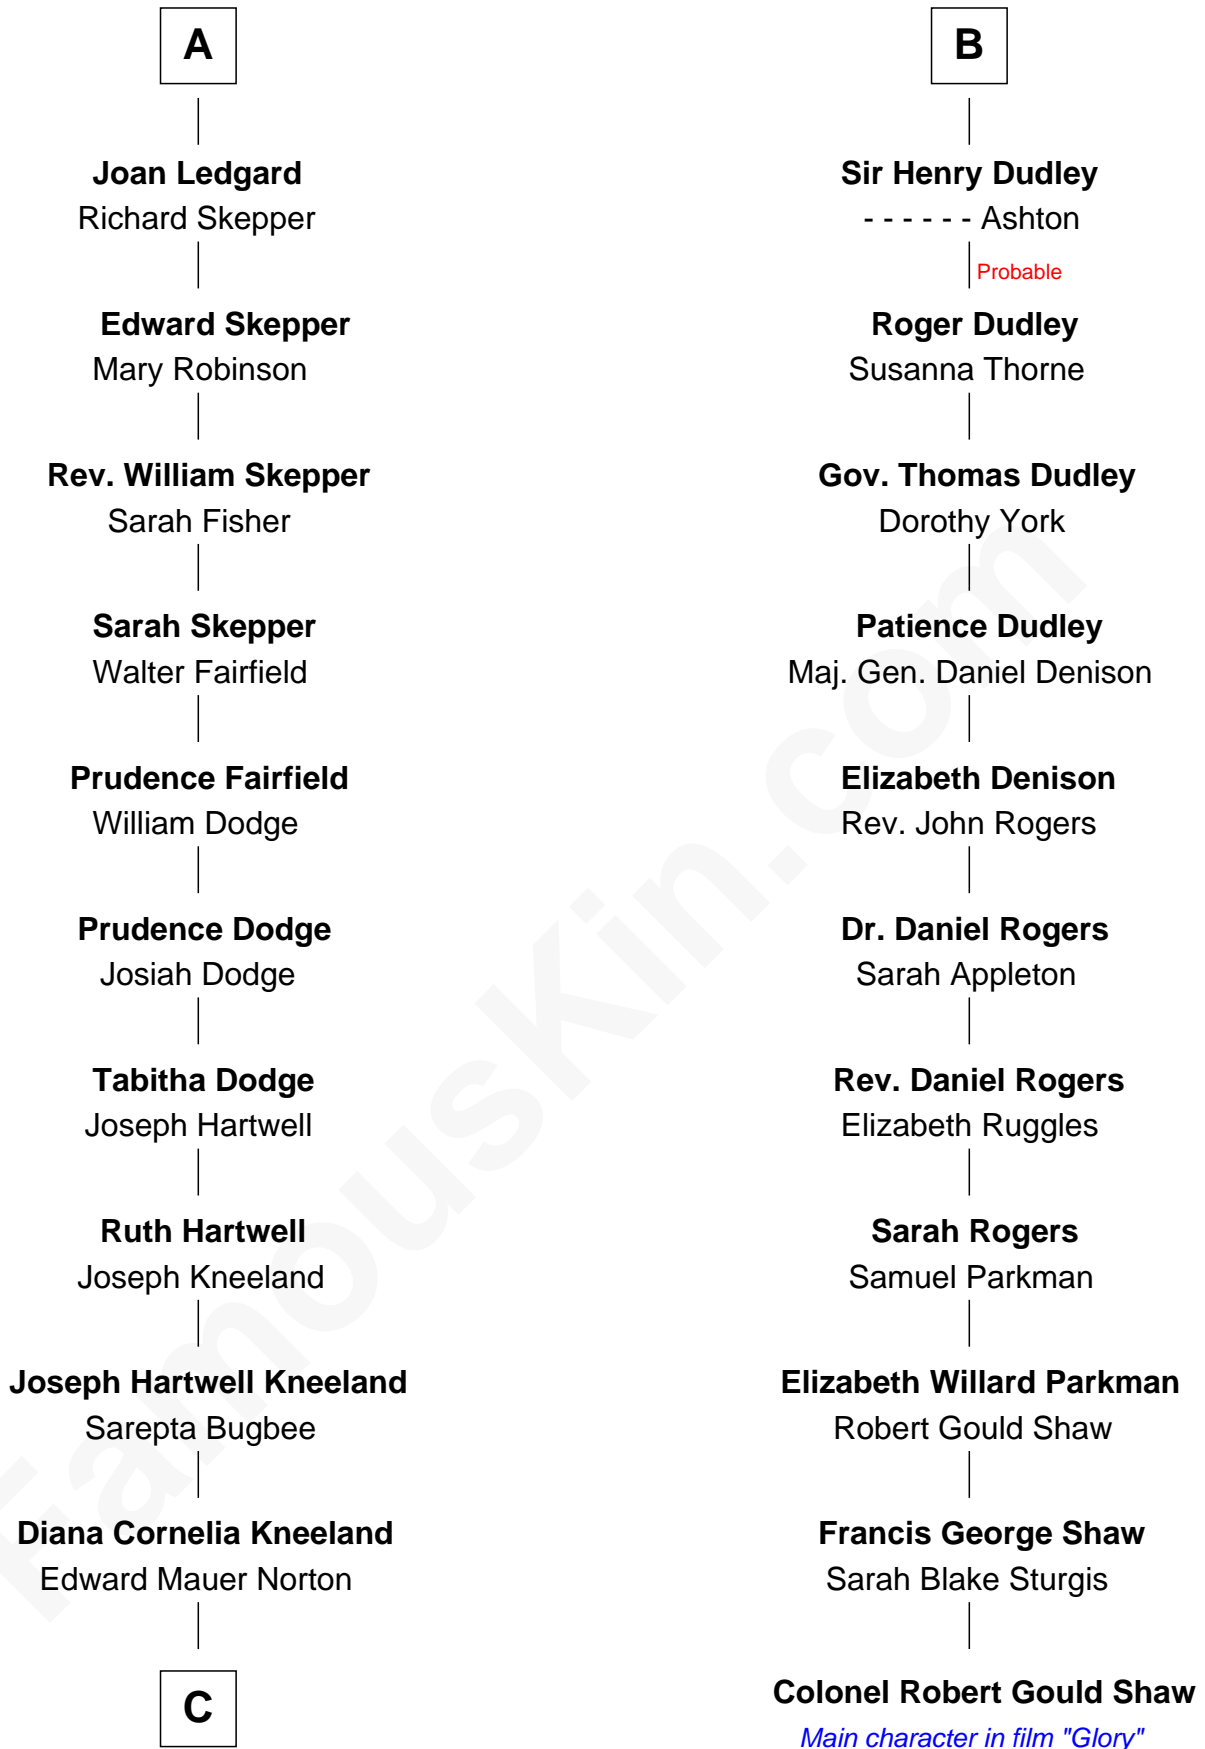 A
Joan Ledgard
Richard Skepper
Edward Skepper
Mary Robinson
Rev. William Skepper
Sarah Fisher
Sarah Skepper
Walter Fairfield
Prudence Fairfield
William Dodge
Prudence Dodge
Josiah Dodge
Tabitha Dodge
Joseph Hartwell
Ruth Hartwell
Joseph Kneeland
Joseph Hartwell Kneeland
Sarepta Bugbee
Diana Cornelia Kneeland
Edward Mauer Norton
C
B
Sir Henry Dudley
- - - - - - Ashton
Probable
Roger Dudley
Susanna Thorne
Gov. Thomas Dudley
Dorothy York
Patience Dudley
Maj. Gen. Daniel Denison
Elizabeth Denison
Rev. John Rogers
Dr. Daniel Rogers
Sarah Appleton
Rev. Daniel Rogers
Elizabeth Ruggles
Sarah Rogers
Samuel Parkman
Elizabeth Willard Parkman
Robert Gould Shaw
Francis George Shaw
Sarah Blake Sturgis
Colonel Robert Gould Shaw
Main character in film "Glory"
FamousKin.com